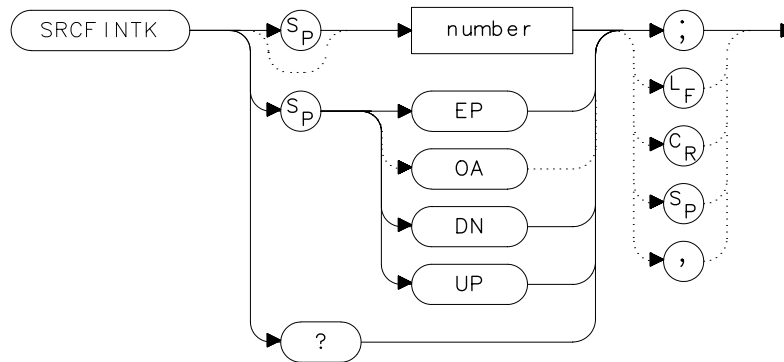 SRCFINTK
SP
number
;
SP
EP
LF
OA
CR
DN
SP
UP
,
?